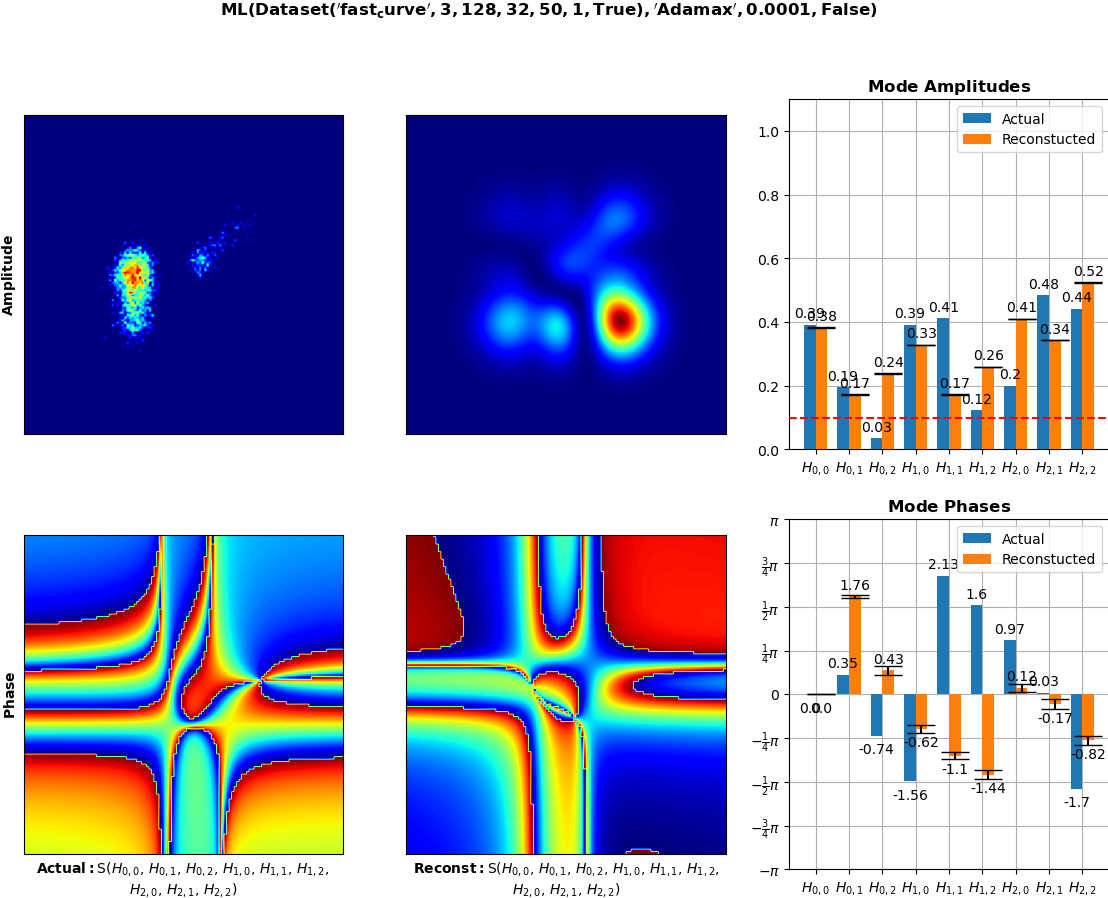 ML(Dataset('fast_curve', 3, 128, 32, 50, 1, True), 'Adamax', 0.0001, False)
Mode Amplitudes
Amplitude
Actual
Reconstucted
1.0
0.8
0.6
0.4
0.2
0.0
0.39
0.38
0.19
0.17
0.03
0.24
0.39
0.33
0.41
0.17
0.12
0.26
0.2
0.41
0.48
0.34
0.44
0.52
H0,0 H0,1 H0,2 H1,0 H1,1 H1,2 H2,0 H2,1 H2,2
Mode Phases
Phase
Actual
Reconstucted
π
3/4π
1/2π
1/4π
0
−1/4π
−1/2π
−3/4π
−π
0.0
0.0
0.35
1.76
-0.74
0.43
-1.56
-0.62
2.13
-1.1
1.6
-1.44
0.97
0.12
0.03
-0.17
-1.7
-0.82
H0,0 H0,1 H0,2 H1,0 H1,1 H1,2 H2,0 H2,1 H2,2
Actual: S(H0,0, H0,1, H0,2, H1,0, H1,1, H1,2,
H2,0, H2,1, H2,2)
Reconst: S(H0,0, H0,1, H0,2, H1,0, H1,1, H1,2,
H2,0, H2,1, H2,2)